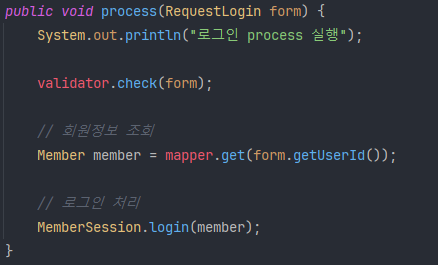 public void process(RequestLogin form) {
    System.out.println("로그인 process 실행");
    validator.check(form);
    // 회원정보 조회
    Member member = mapper.get(form.getUserId());
    // 로그인 처리
    MemberSession.login(member);
}